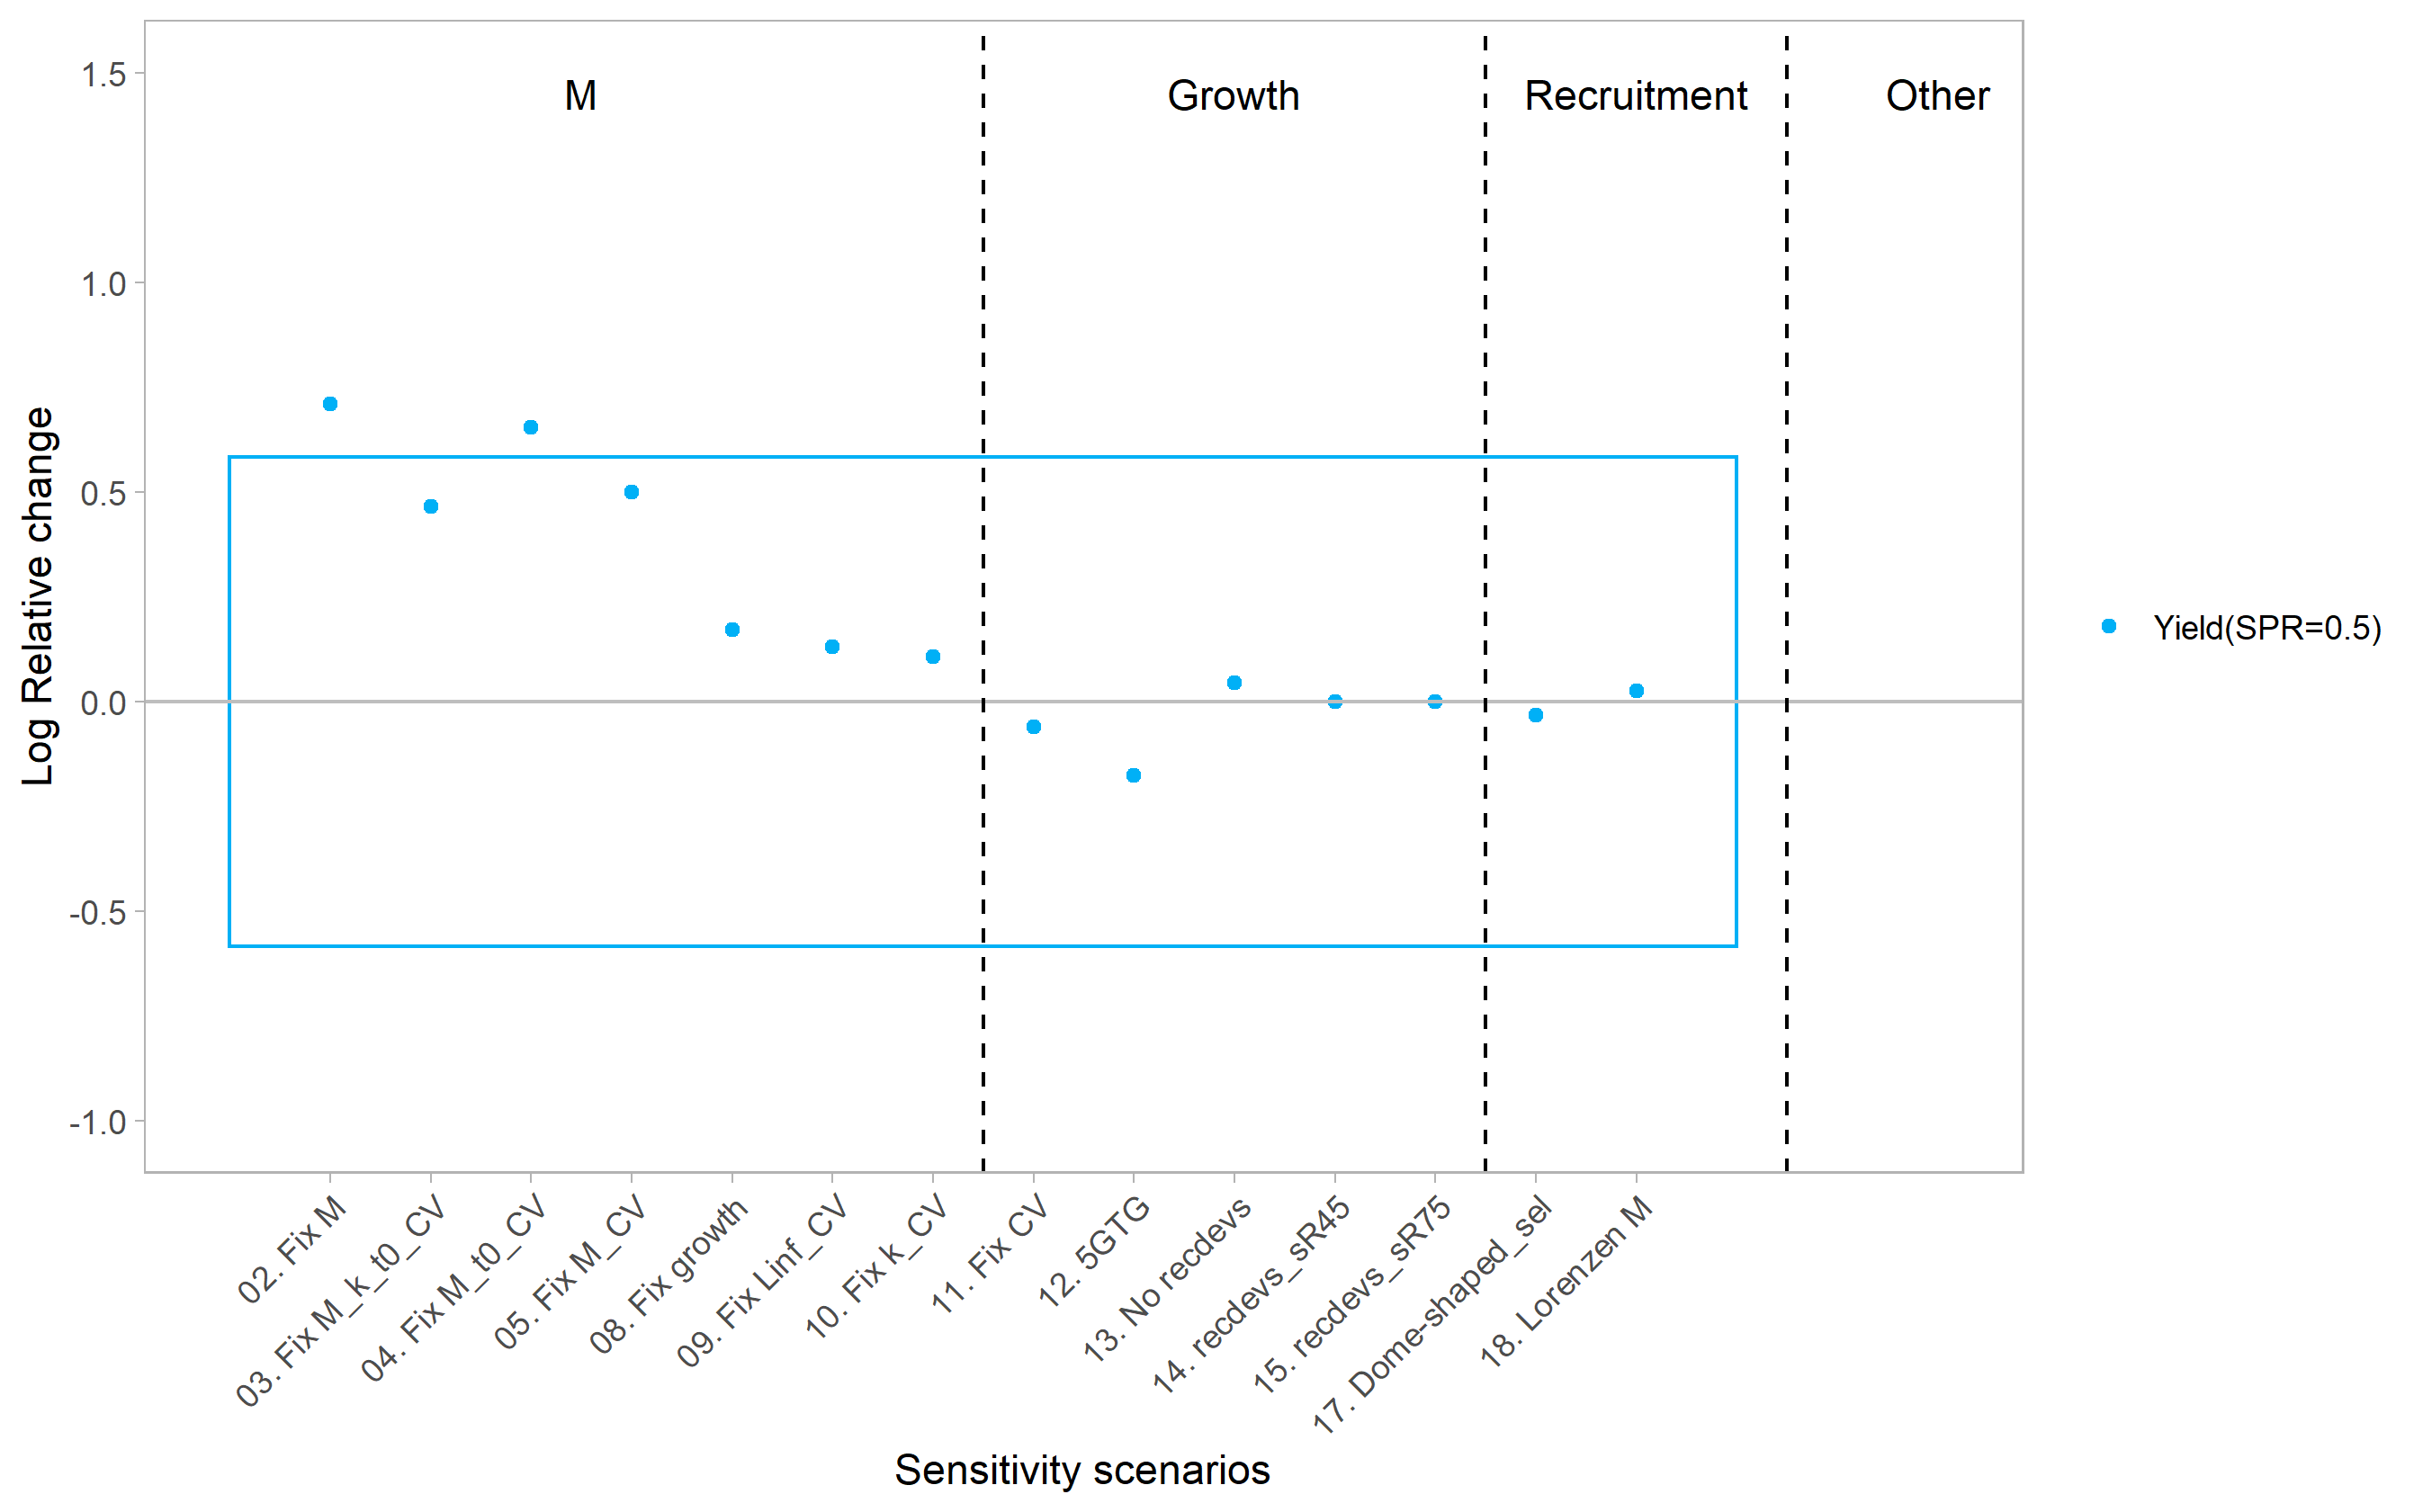 M
Growth
Recruitment
Other
1.5
1.0
0.5
0.0
-0.5
-1.0
Log Relative change
02. Fix M
03. Fix M_k_t0_CV
04. Fix M_t0_CV
05. Fix M_CV
08. Fix growth
09. Fix Linf_CV
10. Fix k_CV
11. Fix CV
12. 5GTG
13. No recdevs
14. recdevs_sR45
15. recdevs_sR75
17. Dome-shaped_sel
18. Lorenzen M
Sensitivity scenarios
Yield(SPR=0.5)